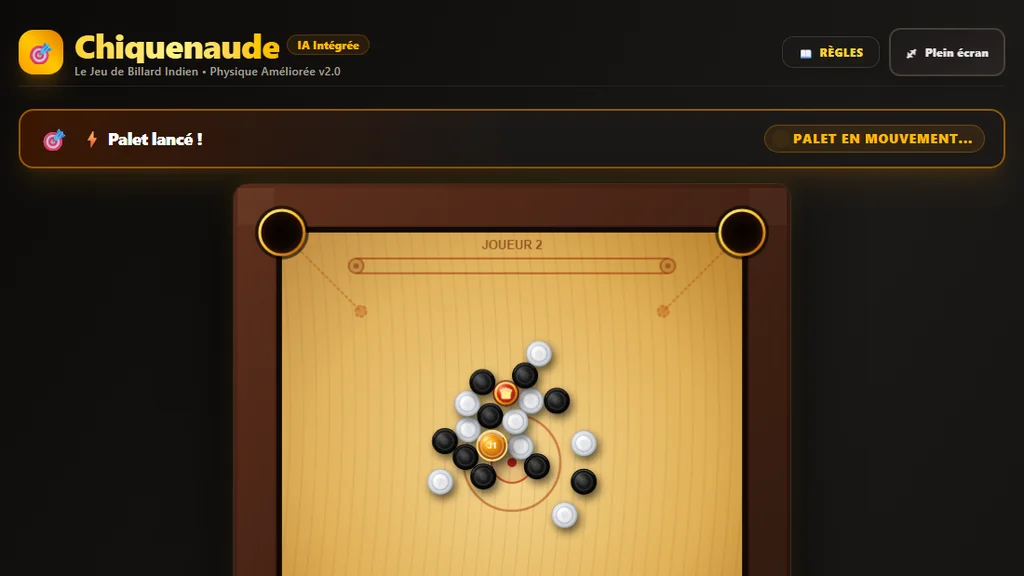 Chiquenaude
IA Intégrée
Le Jeu de Billard Indien • Physique Améliorée v2.0
RÈGLES
Plein écran
Palet lancé !
PALET EN MOUVEMENT...
JOUEUR 2
31